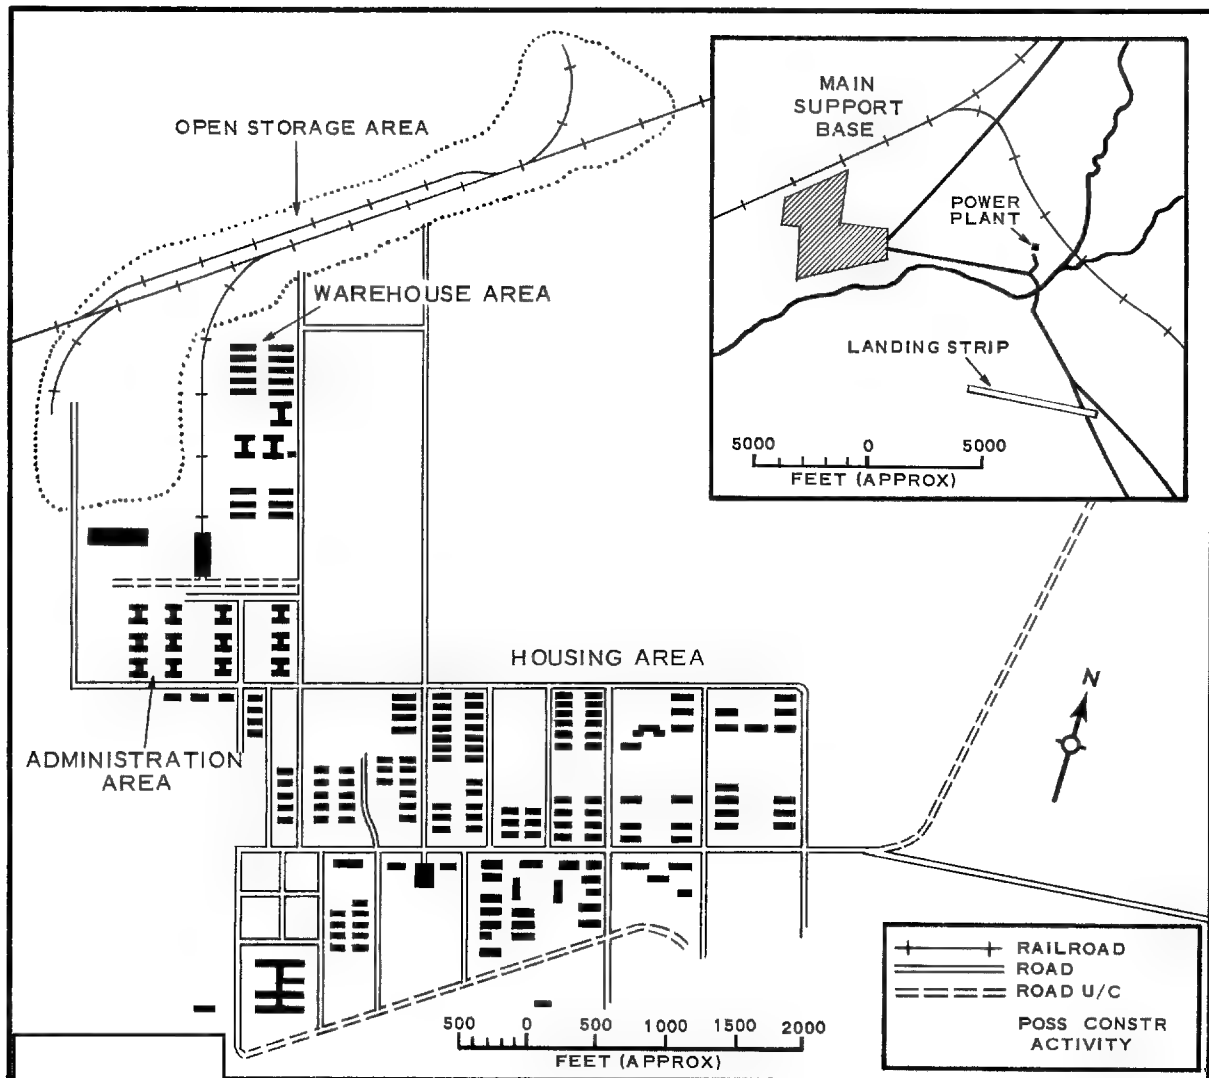 OPEN STORAGE AREA
WAREHOUSE AREA
HOUSING AREA
ADMINISTRATION
AREA
MAIN
SUPPORT
BASE
POWER
PLANT
LANDING STRIP
5000 0 5000
FEET (APPROX)
N
RAILROAD
ROAD
ROAD U/C
POSS CONSTR
ACTIVITY
500 0 500 1000 1500 2000
FEET (APPROX)